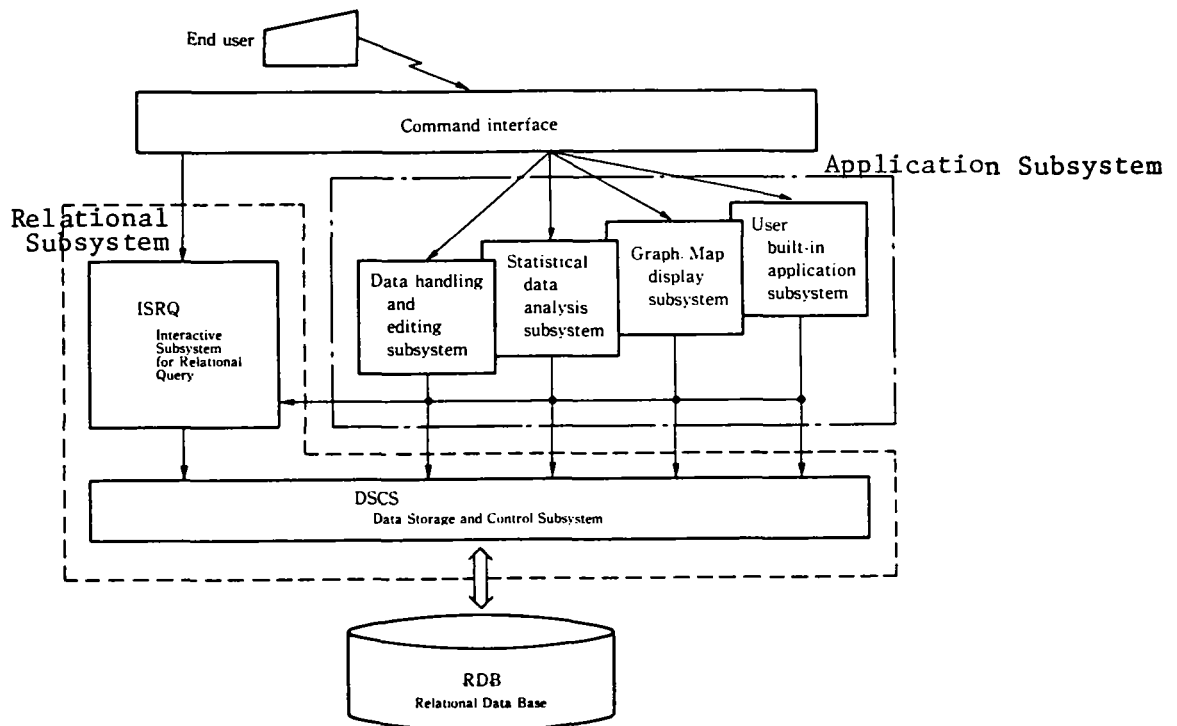 End user
Command interface
Application Subsystem
Relational
Subsystem
ISRQ
Interactive
Subsystem
for Relational
Query
Data handling
and
editing
subsystem
Statistical
data
analysis
subsystem
Graph. Map
display
subsystem
User
built-in
application
subsystem
DSCS
Data Storage and Control Subsystem
RDB
Relational Data Base